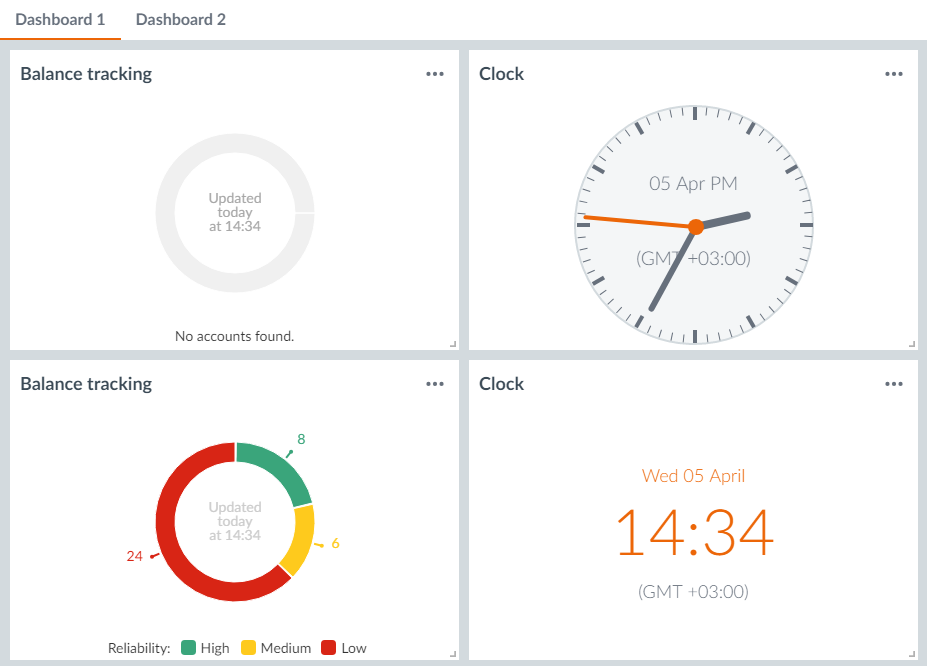 Dashboard 1
Dashboard 2
Balance tracking
Updated
today
at 14:34
No accounts found.
Clock
05 Apr PM
(GMT +03:00)
Balance tracking
8
6
24
Updated
today
at 14:34
Reliability: High Medium Low
Clock
Wed 05 April
14:34
(GMT +03:00)